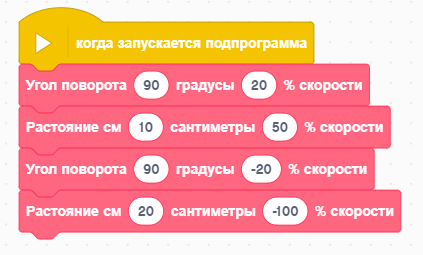 когда запускается подпрограмма
Угол поворота 90 градусы 20 % скорости
Растояние см 10 сантиметры 50 % скорости
Угол поворота 90 градусы -20 % скорости
Растояние см 20 сантиметры -100 % скорости